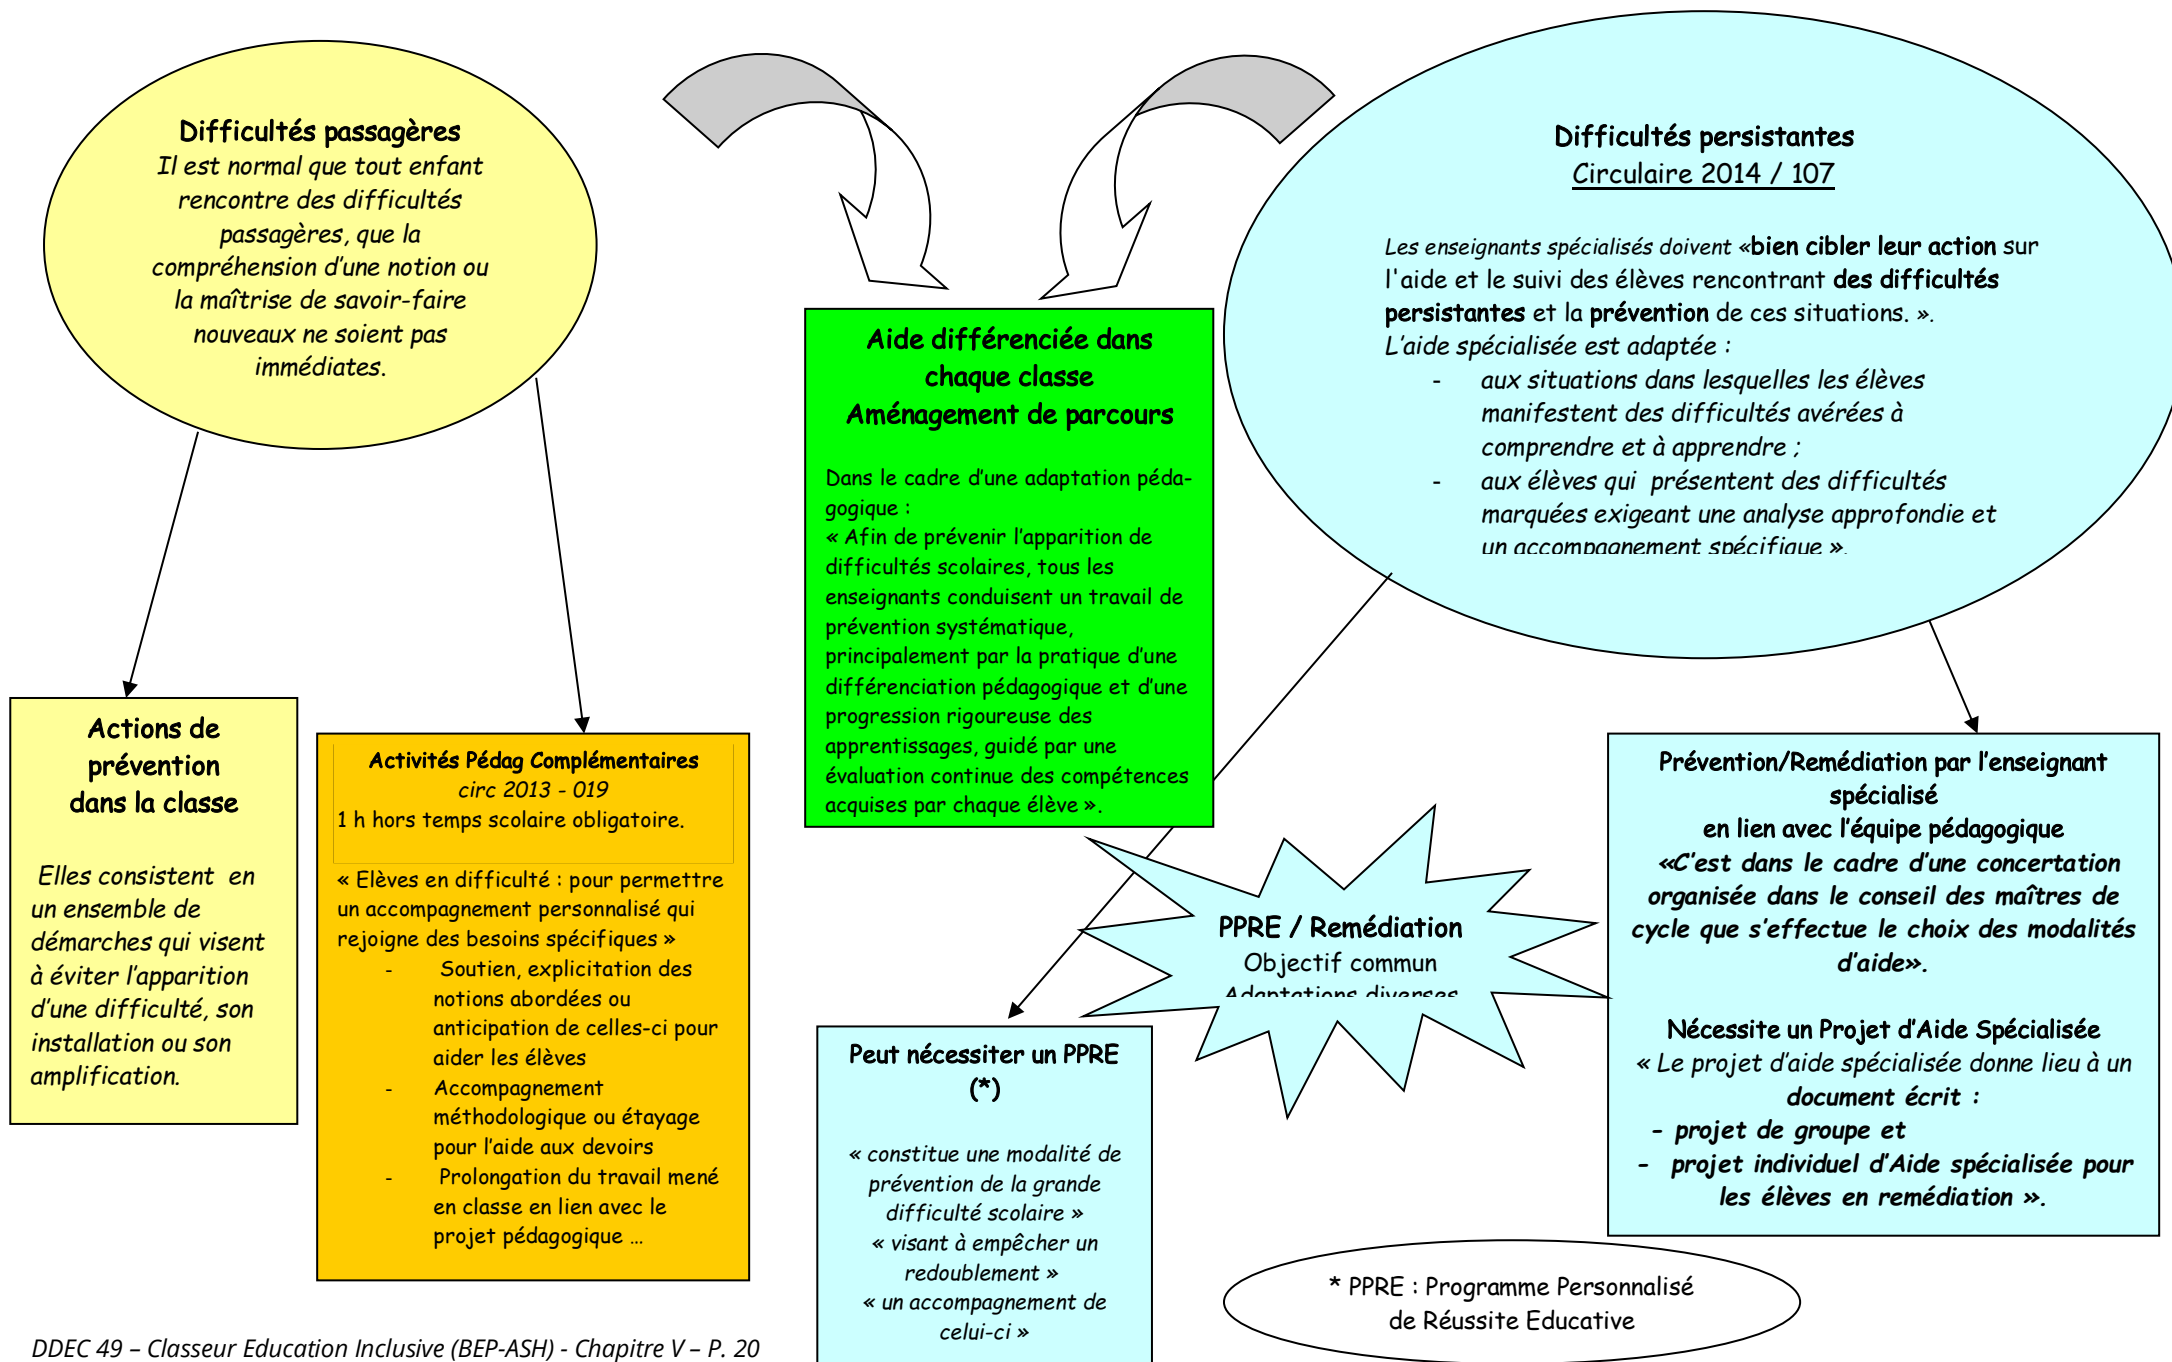 Difficultés passagères
Il est normal que tout enfant
rencontre des difficultés
passagères, que la
compréhension d'une notion ou
la maîtrise de savoir-faire
nouveaux ne soient pas
immédiates.
Difficultés persistantes
Circulaire 2014 / 107
Les enseignants spécialisés doivent «bien cibler leur action sur
l'aide et le suivi des élèves rencontrant des difficultés
persistantes et la prévention de ces situations. ».
L'aide spécialisée est adaptée :
- aux situations dans lesquelles les élèves
manifestent des difficultés avérées à
comprendre et à apprendre ;
- aux élèves qui présentent des difficultés
marquées exigeant une analyse approfondie et
un accompagnement spécifique ».
Aide différenciée dans
chaque classe
Aménagement de parcours
Dans le cadre d'une adaptation péda-
gogique :
« Afin de prévenir l'apparition de
difficultés scolaires, tous les
enseignants conduisent un travail de
prévention systématique,
principalement par la pratique d'une
différenciation pédagogique et d'une
progression rigoureuse des
apprentissages, guidé par une
évaluation continue des compétences
acquises par chaque élève ».
Actions de
prévention
dans la classe
Elles consistent en
un ensemble de
démarches qui visent
à éviter l'apparition
d'une difficulté, son
installation ou son
amplification.
Activités Pédag Complémentaires
circ 2013 - 019
1 h hors temps scolaire obligatoire.
« Elèves en difficulté : pour permettre
un accompagnement personnalisé qui
rejoigne des besoins spécifiques »
- Soutien, explicitation des
notions abordées ou
anticipation de celles-ci pour
aider les élèves
- Accompagnement
méthodologique ou étayage
pour l'aide aux devoirs
- Prolongation du travail mené
en classe en lien avec le
projet pédagogique …
PPRE / Remédiation
Objectif commun
Adaptations diverses
Peut nécessiter un PPRE
(*)
« constitue une modalité de
prévention de la grande
difficulté scolaire »
« visant à empêcher un
redoublement »
« un accompagnement de
celui-ci »
Prévention/Remédiation par l'enseignant
spécialisé
en lien avec l'équipe pédagogique
«C'est dans le cadre d'une concertation
organisée dans le conseil des maîtres de
cycle que s'effectue le choix des modalités
d'aide».
Nécessite un Projet d'Aide Spécialisée
« Le projet d'aide spécialisée donne lieu à un
document écrit :
- projet de groupe et
- projet individuel d'Aide spécialisée pour
les élèves en remédiation ».
* PPRE : Programme Personnalisé
de Réussite Educative
DDEC 49 – Classeur Education Inclusive (BEP-ASH) - Chapitre V – P. 20